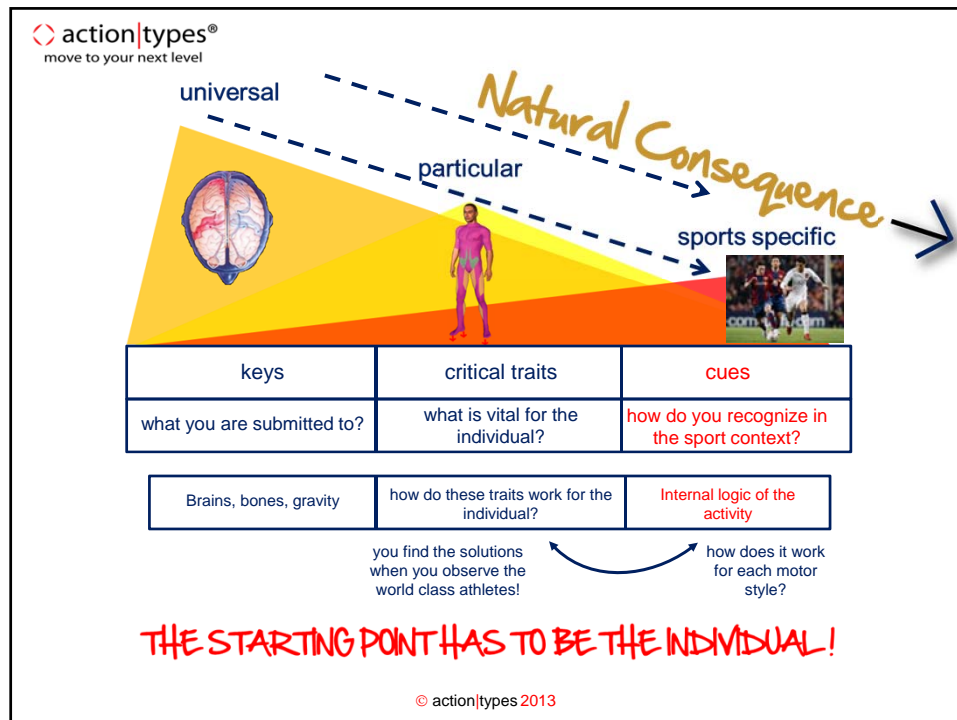 action|types®
move to your next level
universal
Natural Consequence
particular
sports specific
keys
critical traits
cues
what you are submitted to?
what is vital for the
individual?
how do you recognize in
the sport context?
Brains, bones, gravity
how do these traits work for the
individual?
Internal logic of the
activity
you find the solutions
when you observe the
world class athletes!
how does it work
for each motor
style?
THE STARTING POINT HAS TO BE THE INDIVIDUAL!
© action|types 2013